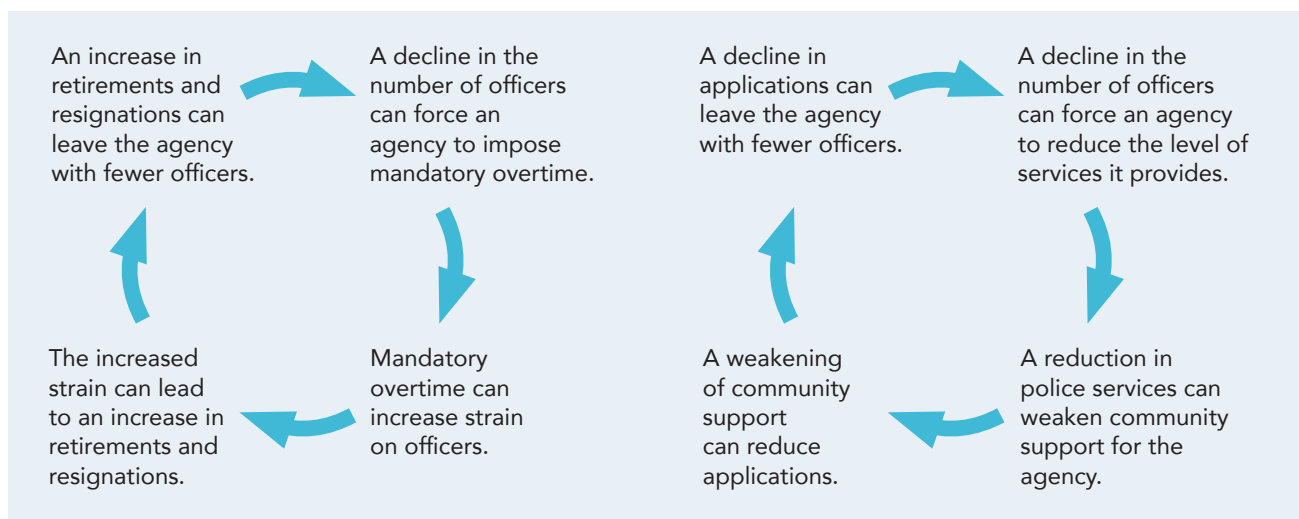 An increase in
retirements and
resignations can
leave the agency
with fewer officers.
A decline in the
number of officers
can force an
agency to impose
mandatory overtime.
Mandatory
overtime can
increase strain
on officers.
The increased
strain can lead
to an increase in
retirements and
resignations.
A decline in
applications can
leave the agency
with fewer officers.
A decline in the
number of officers
can force an agency
to reduce the level of
services it provides.
A reduction in
police services can
weaken community
support for the
agency.
A weakening
of community
support
can reduce
applications.